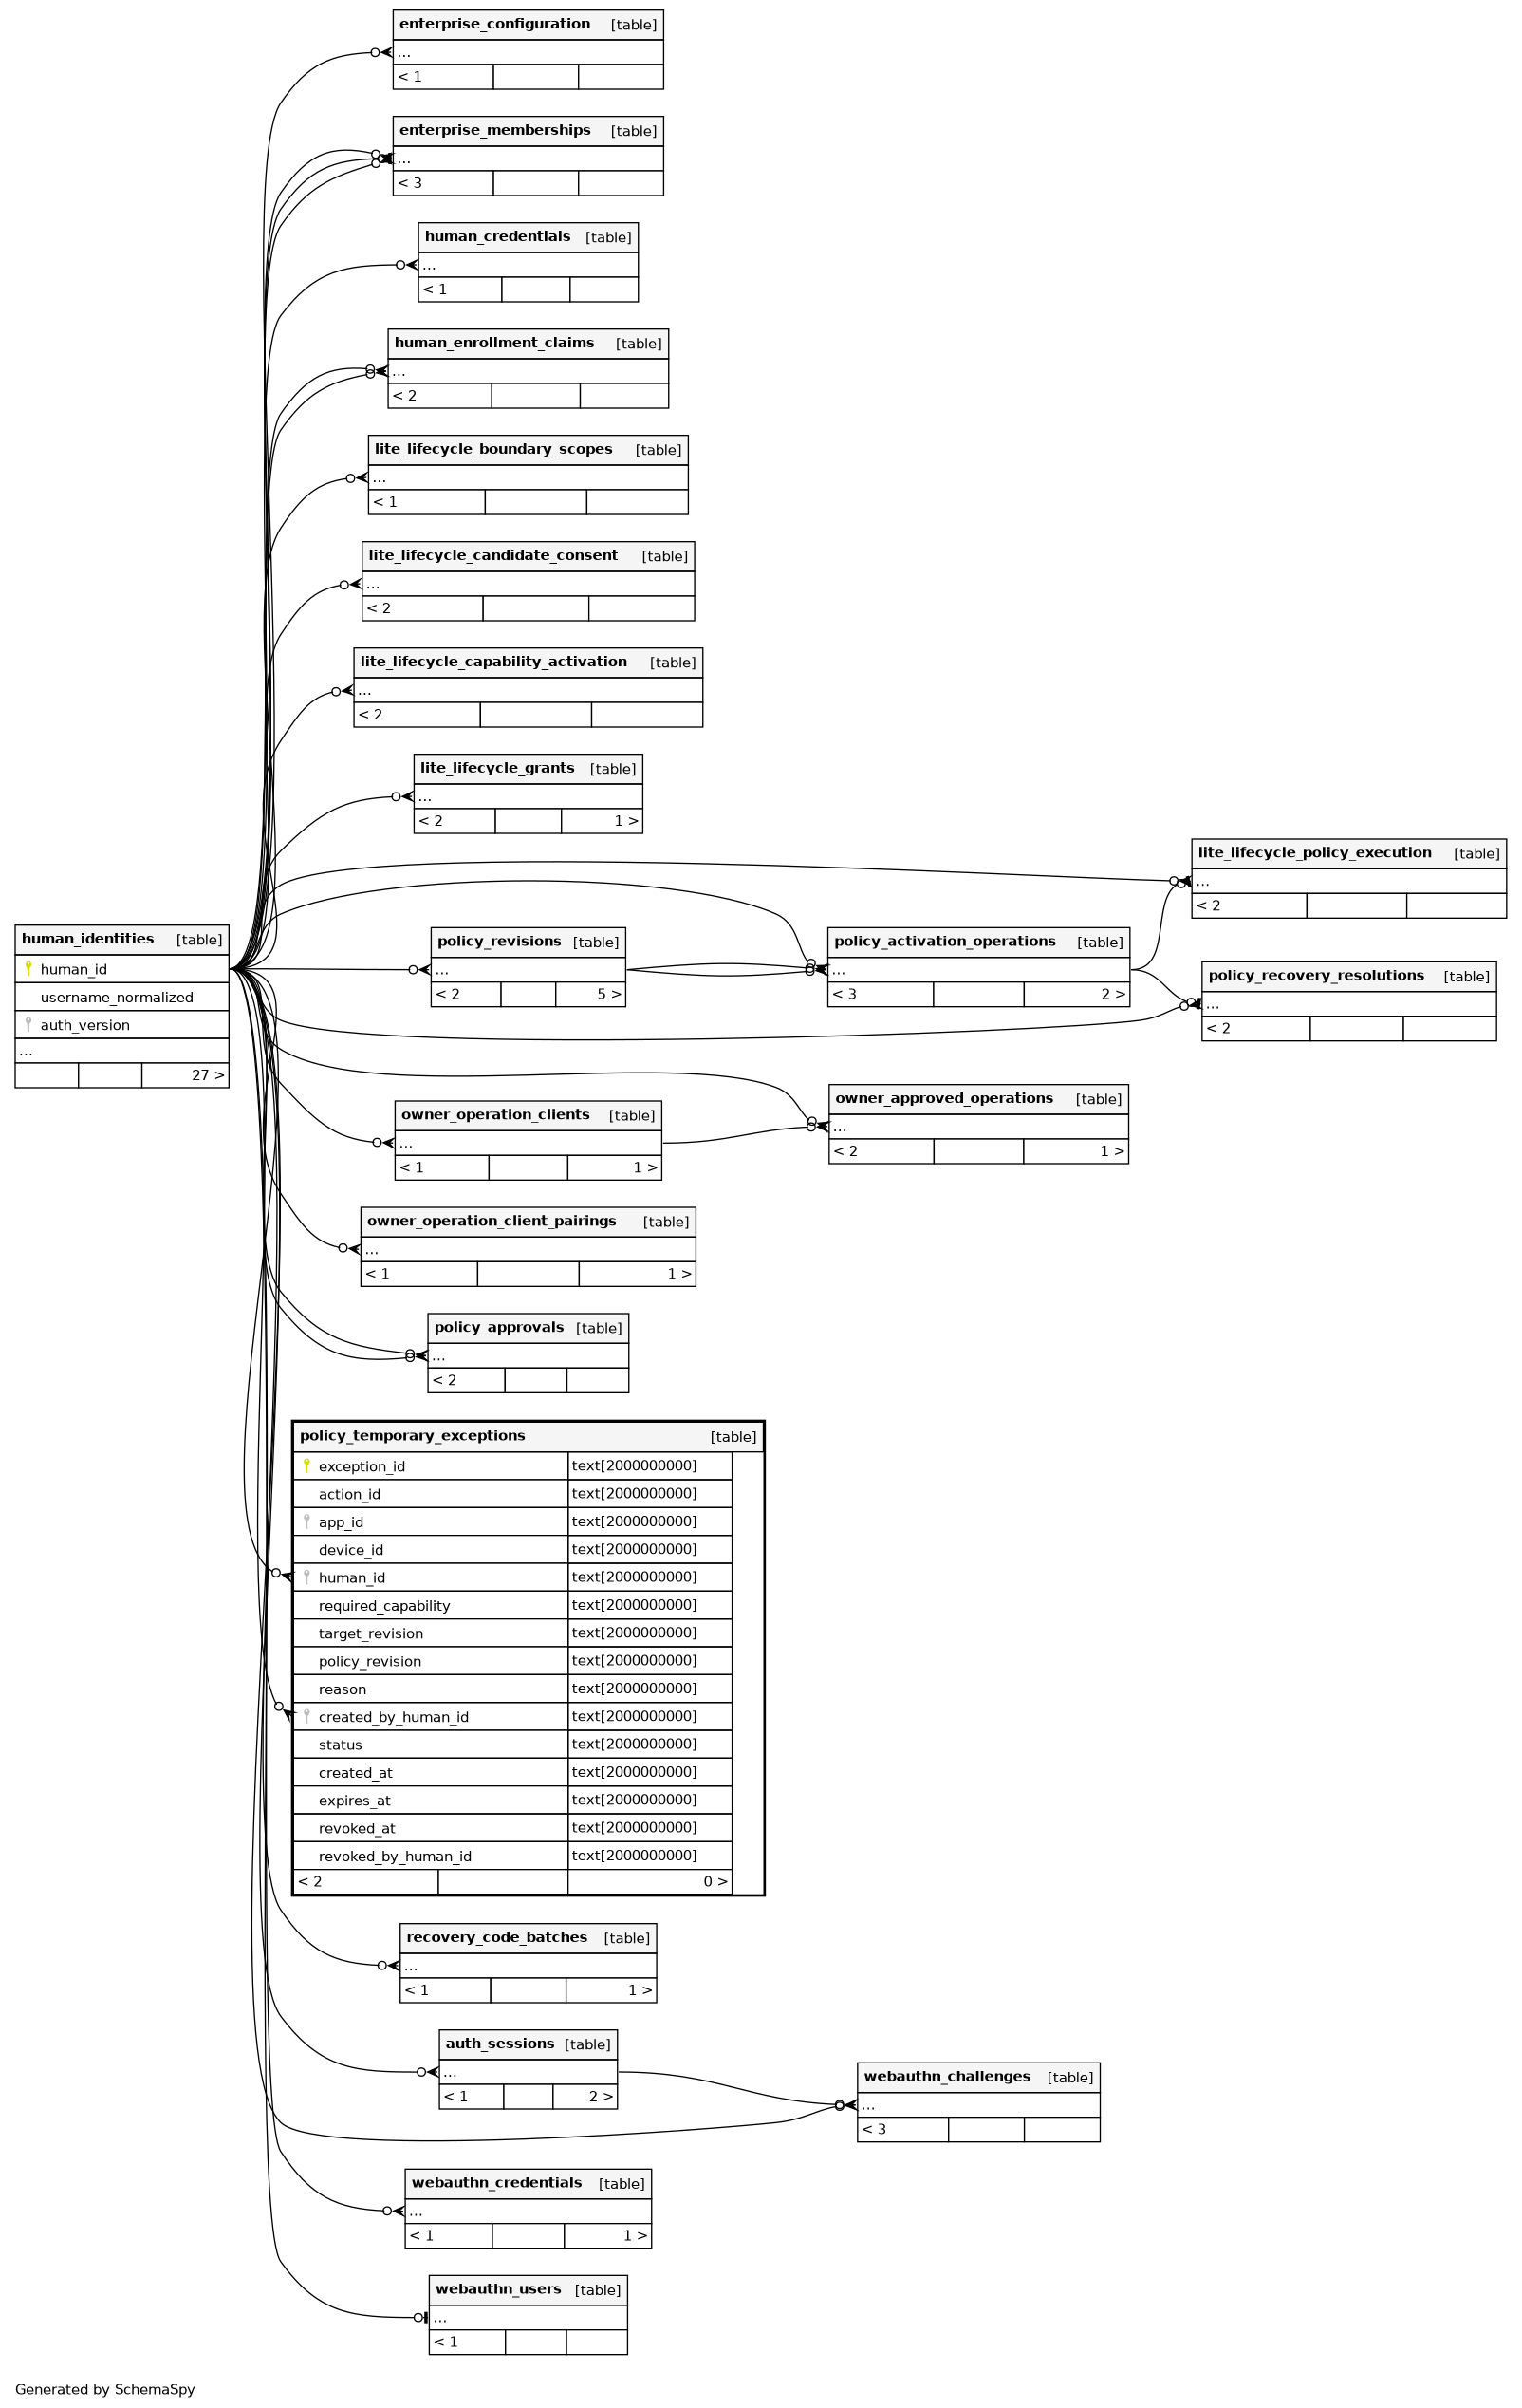 enterprise_configuration [table]
...
< 1
enterprise_memberships [table]
...
< 3
human_credentials [table]
...
< 1
human_enrollment_claims [table]
...
< 2
lite_lifecycle_boundary_scopes [table]
...
< 1
lite_lifecycle_candidate_consent [table]
...
< 2
lite_lifecycle_capability_activation [table]
...
< 2
lite_lifecycle_grants [table]
...
< 2 1 >
lite_lifecycle_policy_execution [table]
...
< 2
human_identities [table]
human_id
username_normalized
auth_version
...
27 >
policy_revisions [table]
...
< 2 5 >
policy_activation_operations [table]
...
< 3 2 >
policy_recovery_resolutions [table]
...
< 2
owner_operation_clients [table]
...
< 1 1 >
owner_approved_operations [table]
...
< 2 1 >
owner_operation_client_pairings [table]
...
< 1 1 >
policy_approvals [table]
...
< 2
policy_temporary_exceptions [table]
exception_id text[2000000000]
action_id text[2000000000]
app_id text[2000000000]
device_id text[2000000000]
human_id text[2000000000]
required_capability text[2000000000]
target_revision text[2000000000]
policy_revision text[2000000000]
reason text[2000000000]
created_by_human_id text[2000000000]
status text[2000000000]
created_at text[2000000000]
expires_at text[2000000000]
revoked_at text[2000000000]
revoked_by_human_id text[2000000000]
< 2 0 >
recovery_code_batches [table]
...
< 1 1 >
auth_sessions [table]
...
< 1 2 >
webauthn_challenges [table]
...
< 3
webauthn_credentials [table]
...
< 1 1 >
webauthn_users [table]
...
< 1
Generated by SchemaSpy